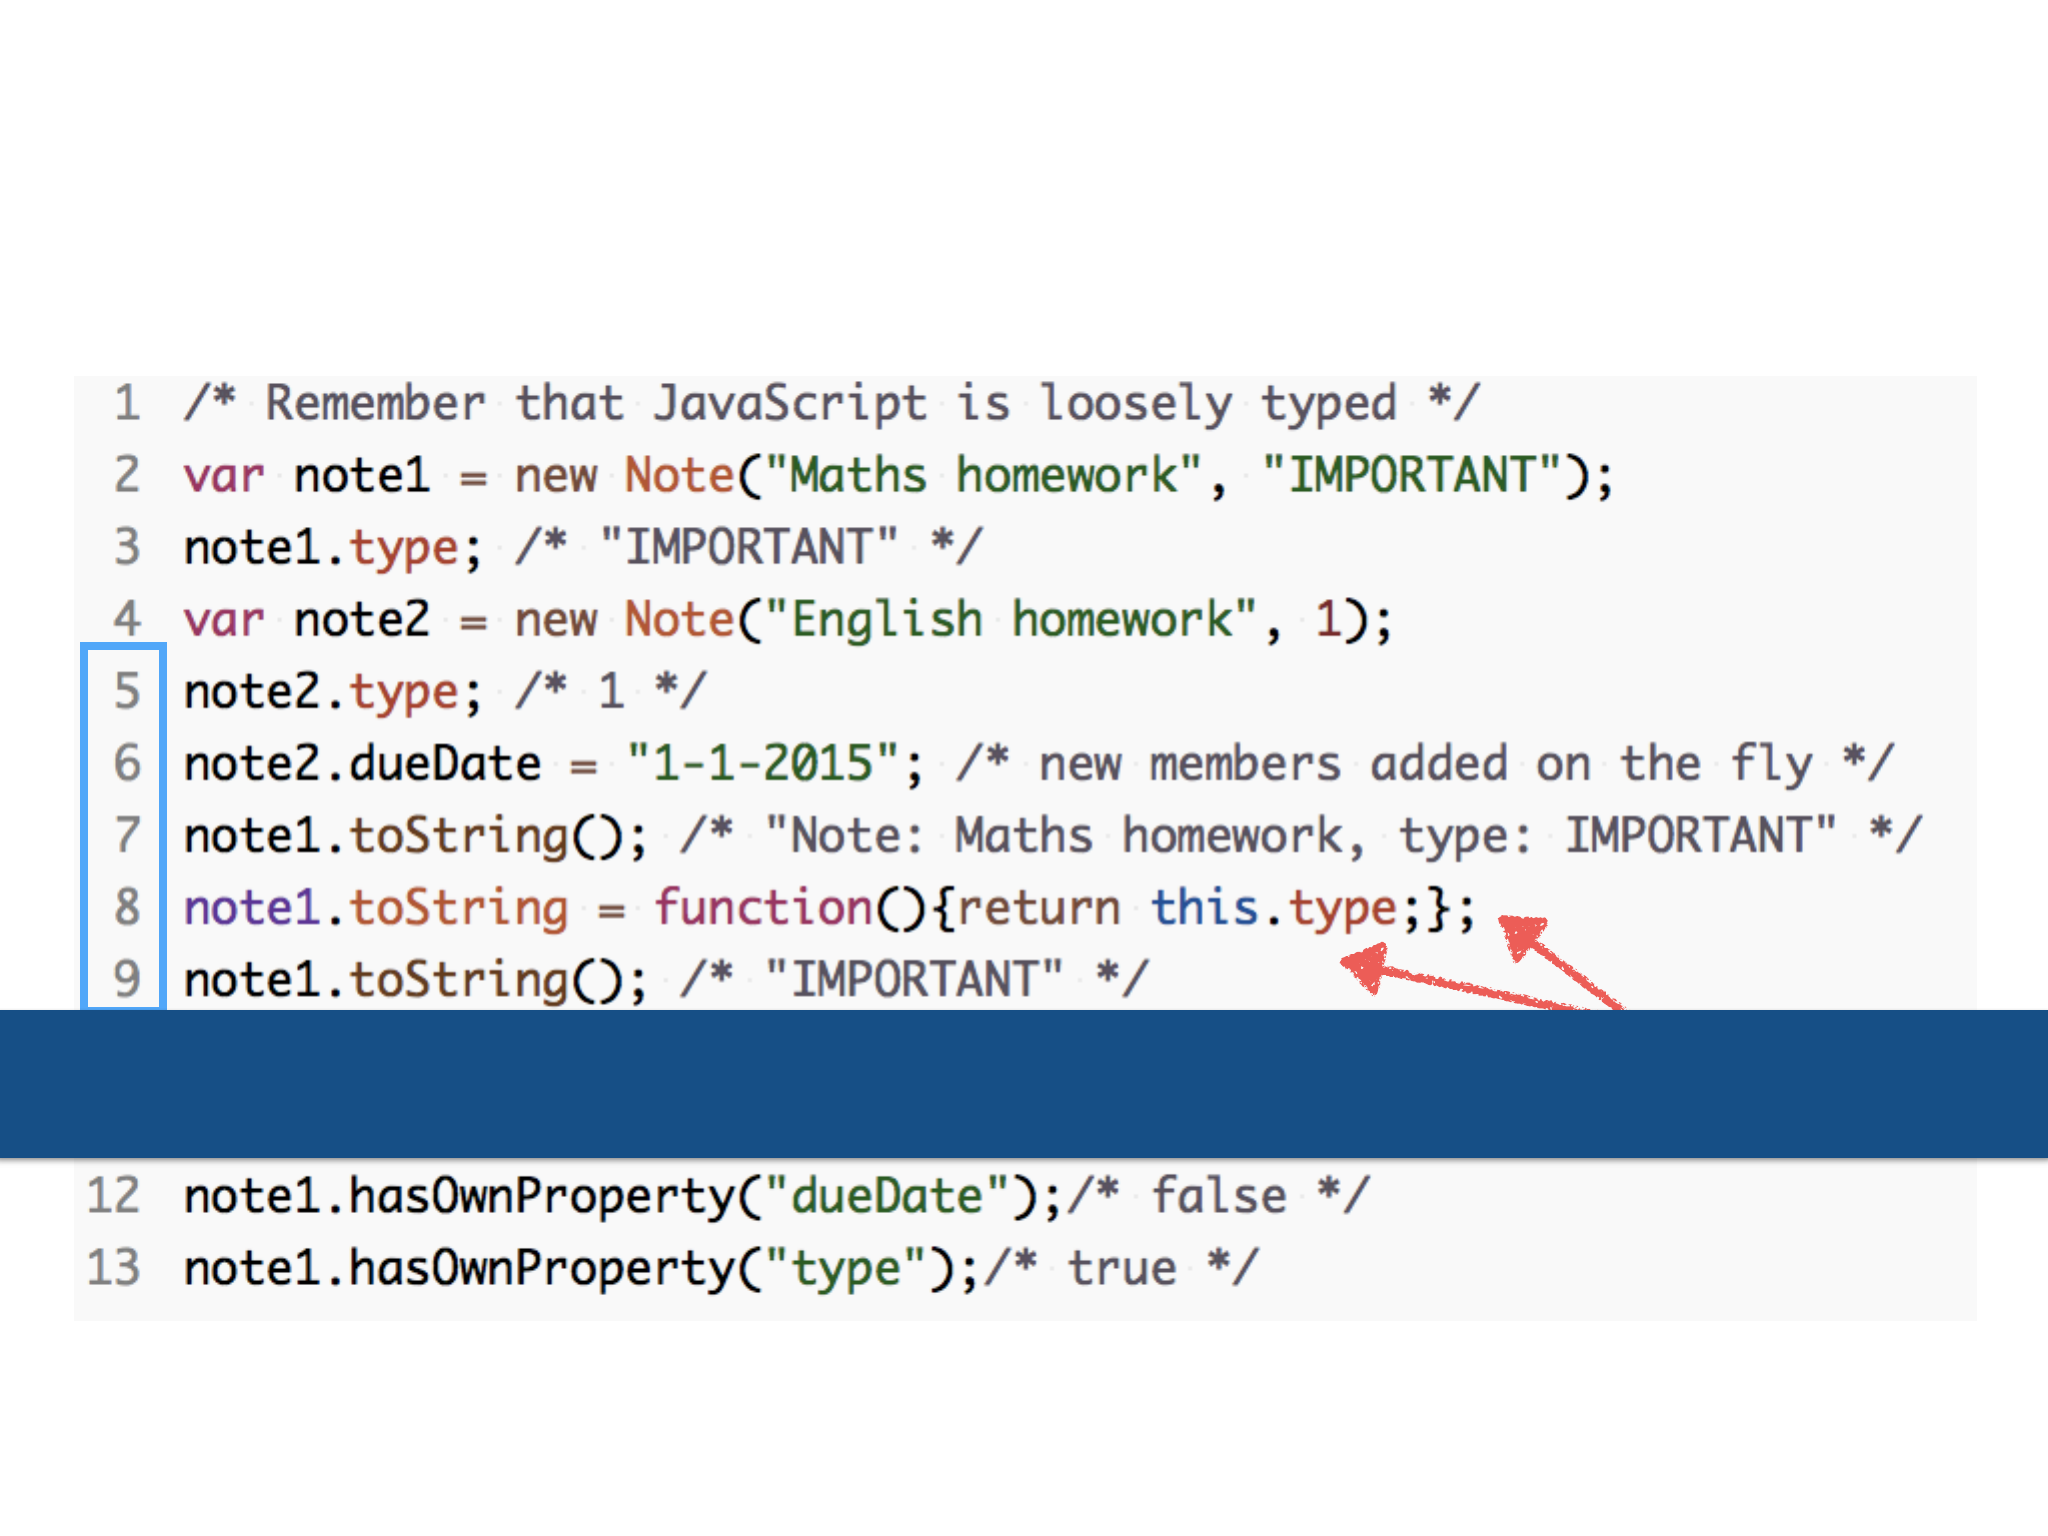 1 /* Remember that JavaScript is loosely typed */
2 var note1 = new Note("Maths homework", "IMPORTANT");
3 note1.type; /* "IMPORTANT" */
4 var note2 = new Note("English homework", 1);
5 note2.type; /* 1 */
6 note2.dueDate = "1-1-2015"; /* new members added on the fly */
7 note1.toString(); /* "Note: Maths homework, type: IMPORTANT" */
8 note1.toString = function(){return this.type;};
9 note1.toString(); /* "IMPORTANT" */
12 note1.hasOwnProperty("dueDate");/* false */
13 note1.hasOwnProperty("type");/* true */